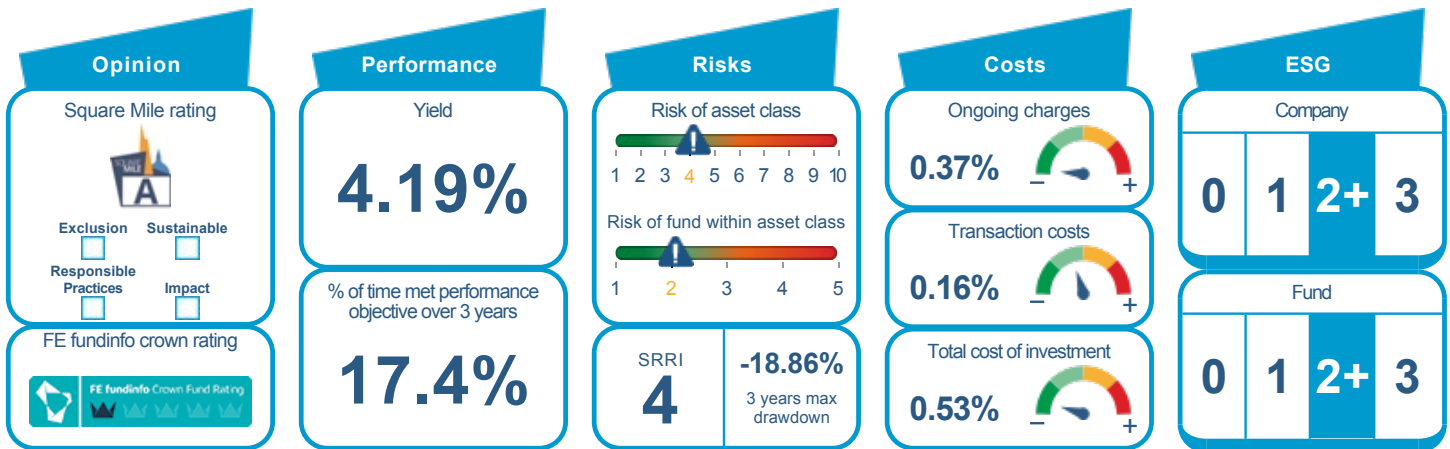 Opinion
Square Mile rating
SQUARE
MILE
A
Exclusion Sustainable
Responsible
Practices Impact
FE fundinfo crown rating
FE fundinfo Crown Fund Rating
Performance
Yield
4.19%
% of time met performance
objective over 3 years
17.4%
Risks
Risk of asset class
!
1 2 3 4 5 6 7 8 9 10
Risk of fund within asset class
!
1 2 3 4 5
SRRI
4
-18.86%
3 years max
drawdown
Costs
Ongoing charges
0.37%
− +
Transaction costs
0.16%
− +
Total cost of investment
0.53%
− +
ESG
Company
0 1 2+ 3
Fund
0 1 2+ 3